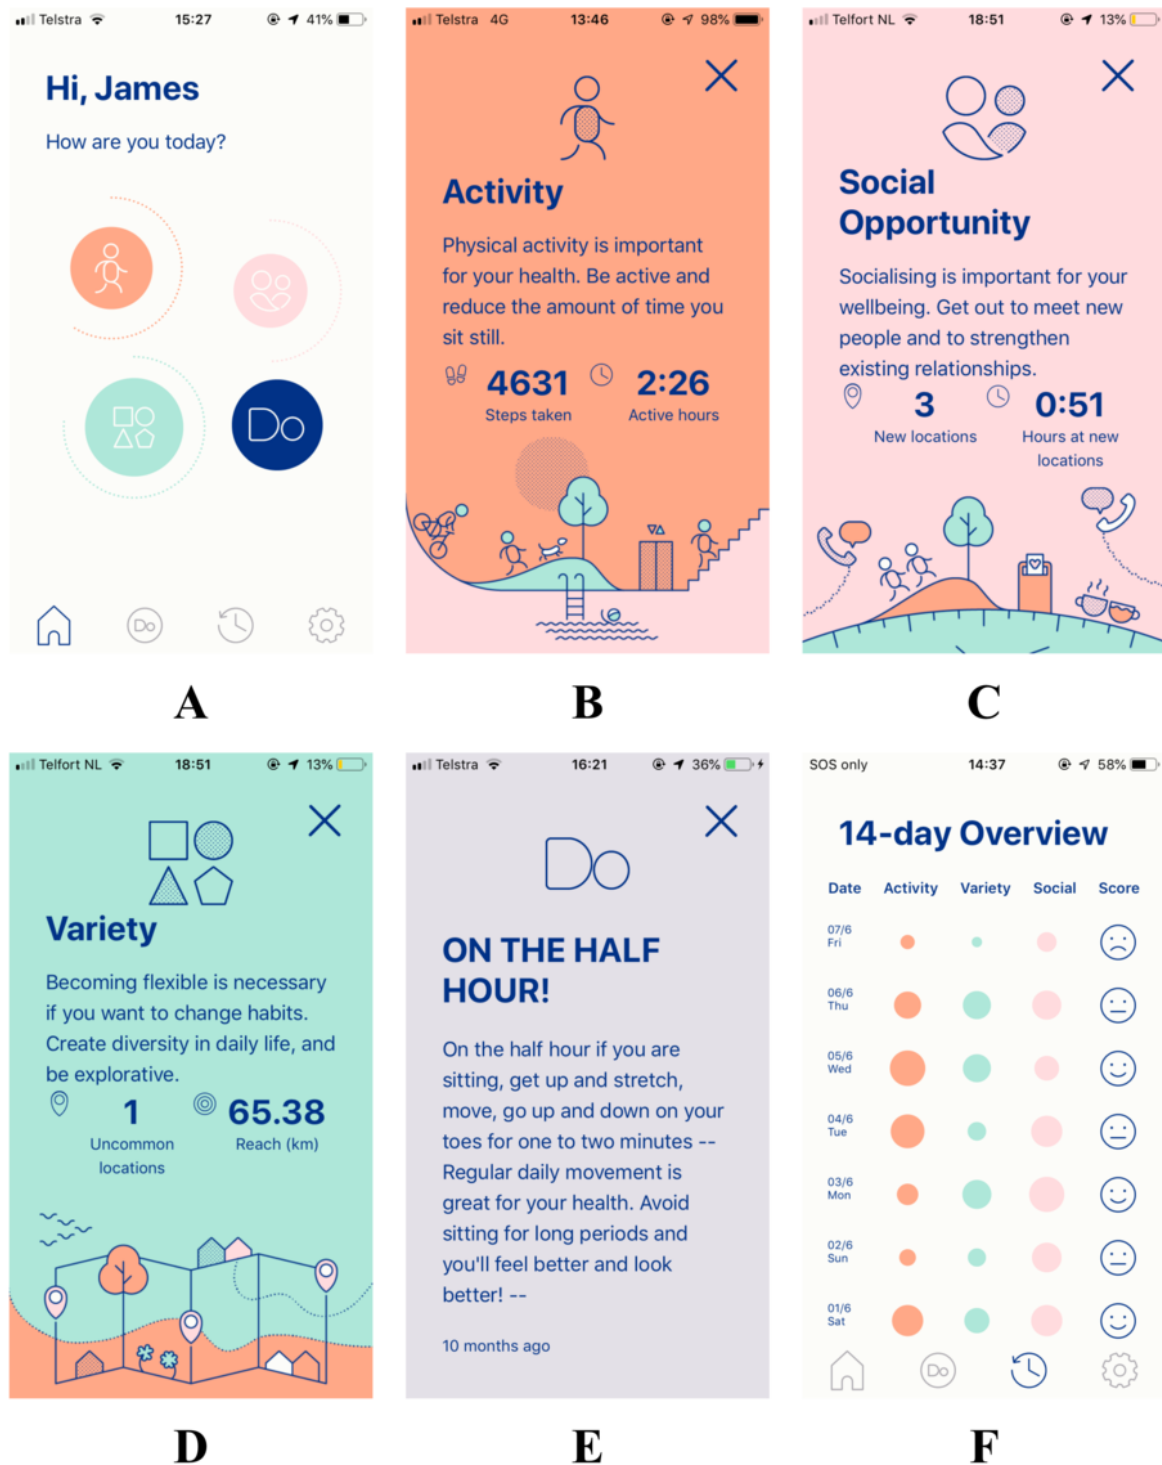 Telstra 15:27 41%
Hi, James
How are you today?
Do
Do
A
Telstra 4G 13:46 98%
Activity
Physical activity is important
for your health. Be active and
reduce the amount of time you
sit still.
4631 2:26
Steps taken Active hours
B
Telfort NL 18:51 13%
Social
Opportunity
Socialising is important for your
wellbeing. Get out to meet new
people and to strengthen
existing relationships.
3 0:51
New locations Hours at new
locations
C
Telfort NL 18:51 13%
Variety
Becoming flexible is necessary
if you want to change habits.
Create diversity in daily life, and
be explorative.
1 65.38
Uncommon Reach (km)
locations
D
Telstra 16:21 36%
Do
ON THE HALF
HOUR!
On the half hour if you are
sitting, get up and stretch,
move, go up and down on your
toes for one to two minutes --
Regular daily movement is
great for your health. Avoid
sitting for long periods and
you'll feel better and look
better! --
10 months ago
E
SOS only 14:37 58%
14-day Overview
Date Activity Variety Social Score
07/6
Fri
06/6
Thu
05/6
Wed
04/6
Tue
03/6
Mon
02/6
Sun
01/6
Sat
Do
F